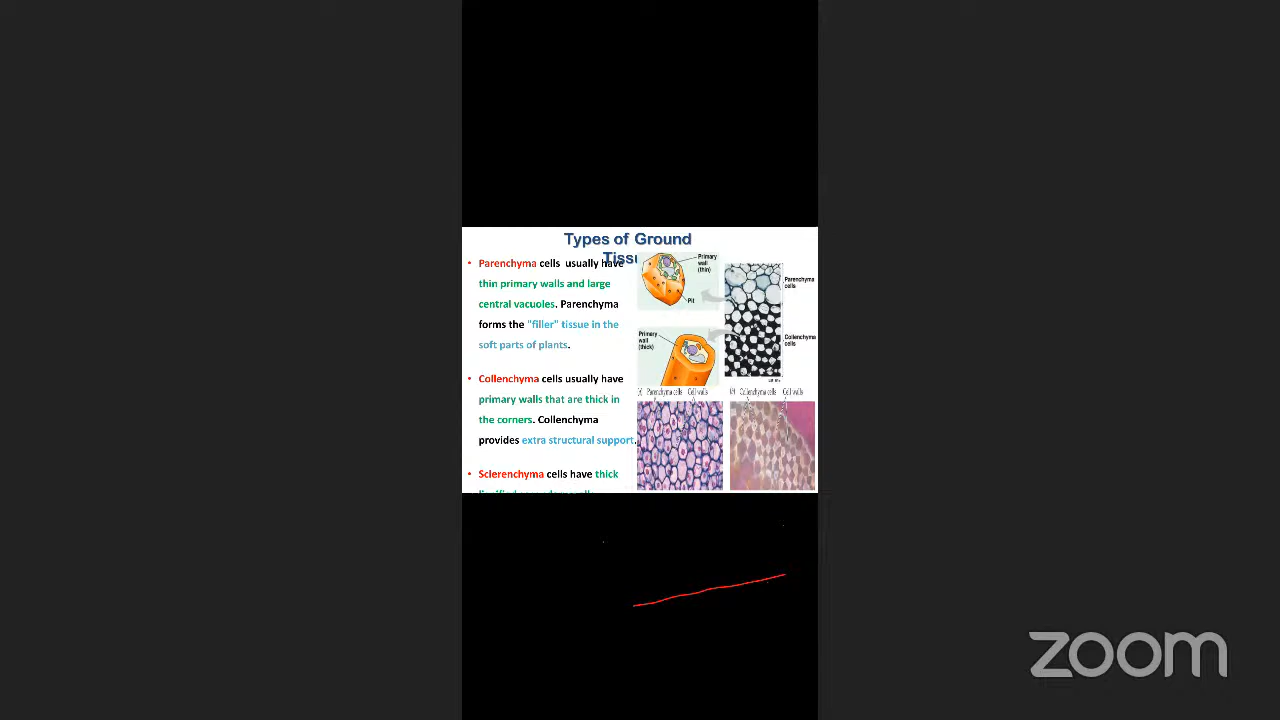 Types of Ground
Tissu
• Parenchyma cells usually have
thin primary walls and large
central vacuoles. Parenchyma
forms the "filler" tissue in the
soft parts of plants.
• Collenchyma cells usually have
primary walls that are thick in
the corners. Collenchyma
provides extra structural support.
• Sclerenchyma cells have thick
Primary
wall
(thin)
Pit
Parenchyma
cells
Primary
wall
(thick)
Collenchyma
cells
Parenchyma cells Cell walls
Collenchyma cells Cell walls
zoom